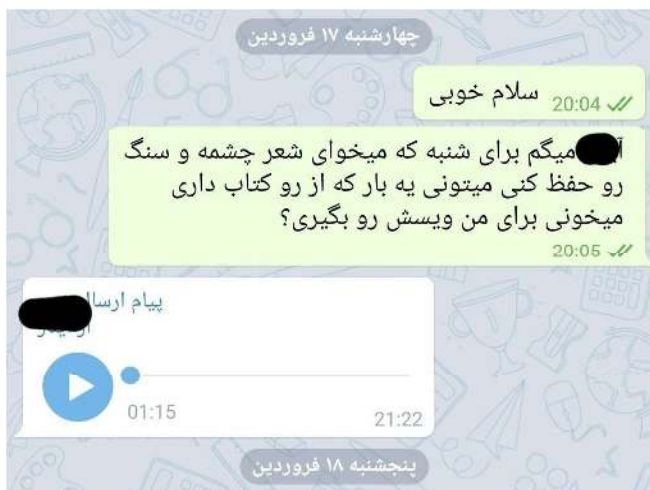 چهارشنبه ۱۷ فروردین
سلام خوبی
20:04
میگم برای شنبه که میخوای شعر چشمه و سنگ
رو حفظ کنی میتونی یه بار که از رو کتاب داری
میخونی برای من ویسش رو بگیری؟
20:05
پیام ارسال
01:15
21:22
پنجشنبه ۱۸ فروردین